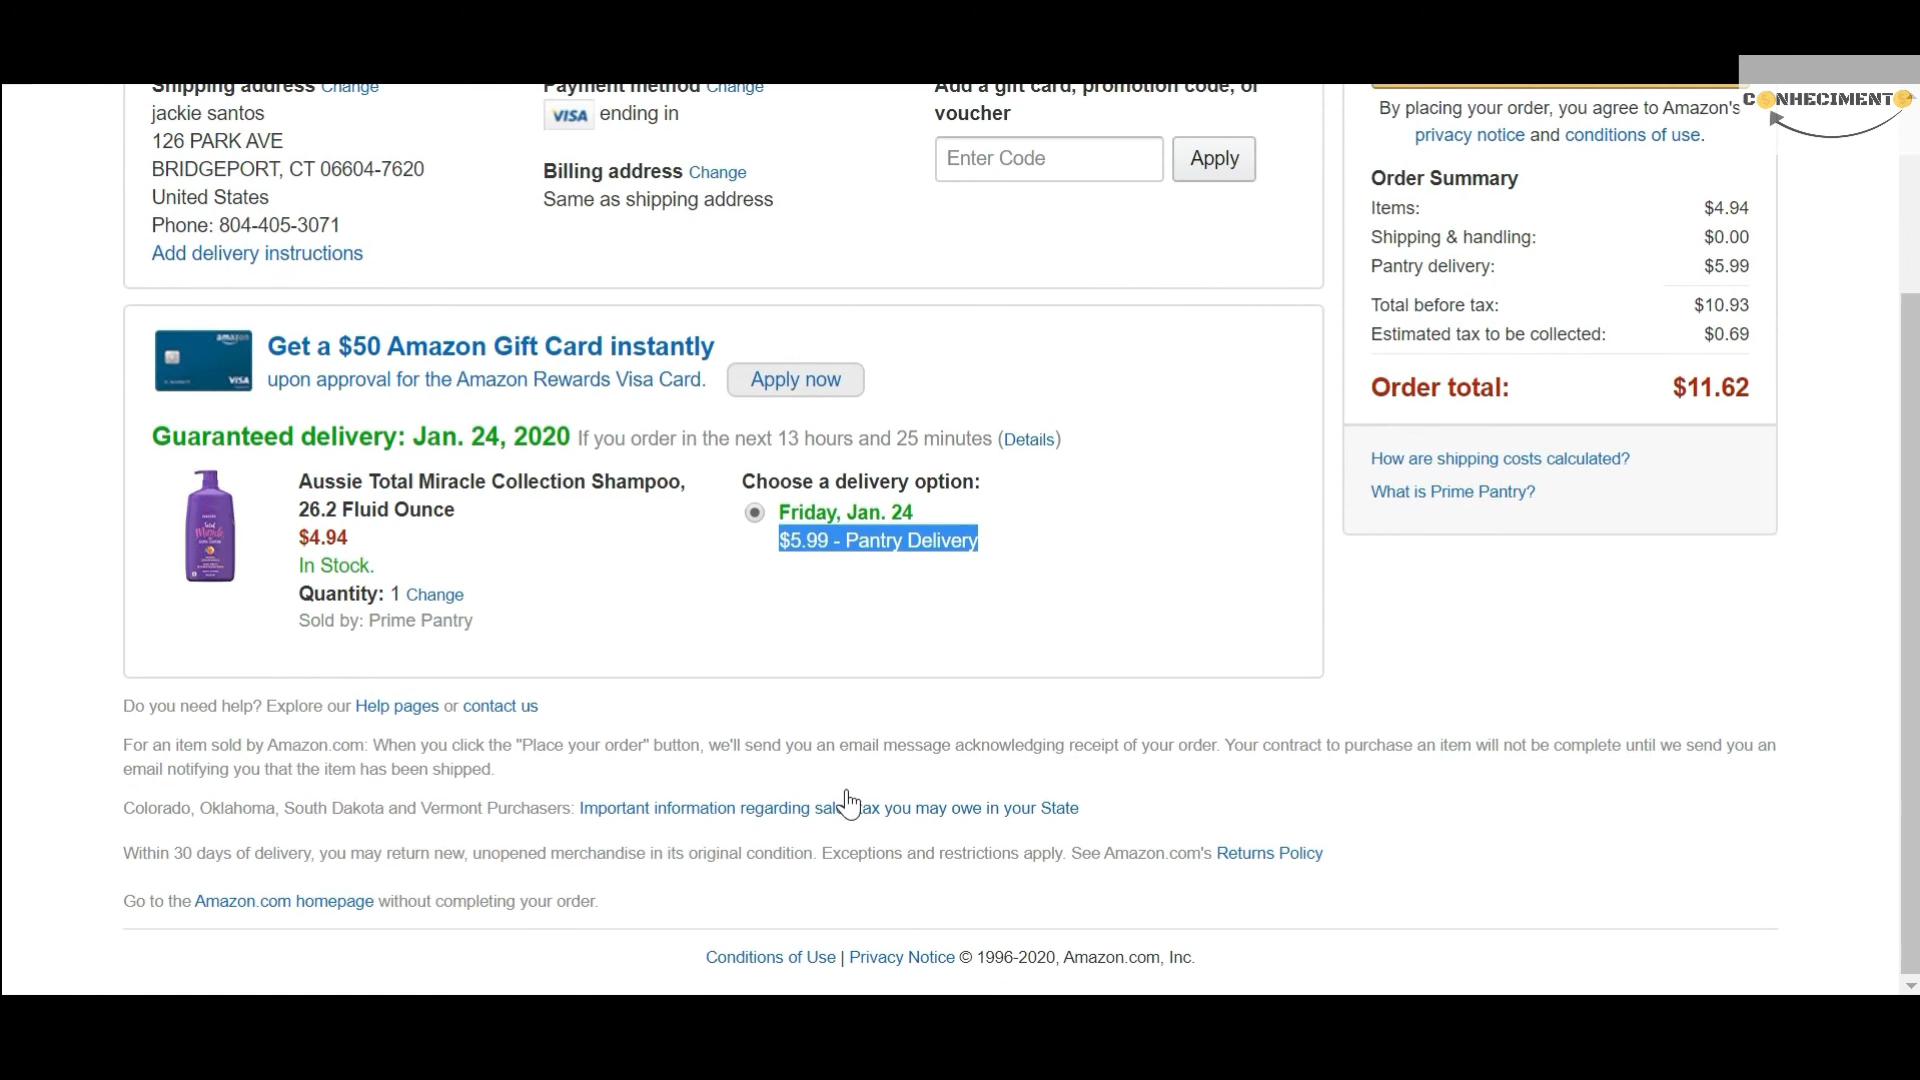 Shipping address Change
jackie santos
126 PARK AVE
BRIDGEPORT, CT 06604-7620
United States
Phone: 804-405-3071
Add delivery instructions
Payment method Change
VISA ending in
Billing address Change
Same as shipping address
Add a gift card, promotion code, or
voucher
Enter Code Apply
By placing your order, you agree to Amazon's
privacy notice and conditions of use.
Order Summary
Items: $4.94
Shipping & handling: $0.00
Pantry delivery: $5.99
Total before tax: $10.93
Estimated tax to be collected: $0.69
Order total: $11.62
How are shipping costs calculated?
What is Prime Pantry?
CONHECIMENTO
amazon
VISA
Get a $50 Amazon Gift Card instantly
upon approval for the Amazon Rewards Visa Card. Apply now
Guaranteed delivery: Jan. 24, 2020 If you order in the next 13 hours and 25 minutes (Details)
Aussie Total Miracle Collection Shampoo,
26.2 Fluid Ounce
$4.94
In Stock.
Quantity: 1 Change
Sold by: Prime Pantry
Choose a delivery option:
Friday, Jan. 24
$5.99 - Pantry Delivery
Do you need help? Explore our Help pages or contact us
For an item sold by Amazon.com: When you click the "Place your order" button, we'll send you an email message acknowledging receipt of your order. Your contract to purchase an item will not be complete until we send you an
email notifying you that the item has been shipped.
Colorado, Oklahoma, South Dakota and Vermont Purchasers: Important information regarding sales tax you may owe in your State
Within 30 days of delivery, you may return new, unopened merchandise in its original condition. Exceptions and restrictions apply. See Amazon.com's Returns Policy
Go to the Amazon.com homepage without completing your order.
Conditions of Use | Privacy Notice © 1996-2020, Amazon.com, Inc.